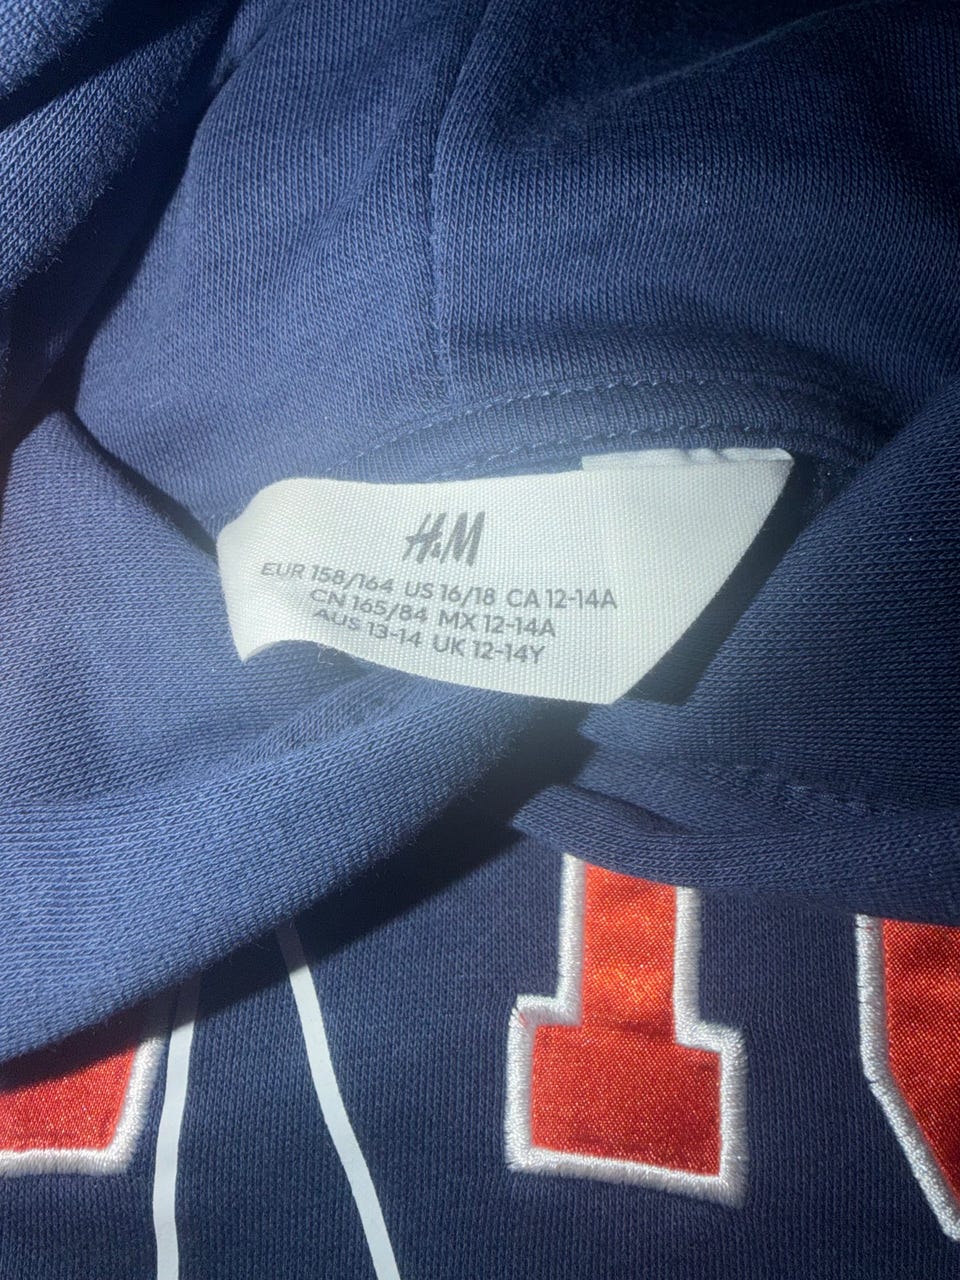 H&M
EUR 158/164 US 16/18 CA 12-14A
CN 165/84 MX 12-14A
AUS 13-14 UK 12-14Y